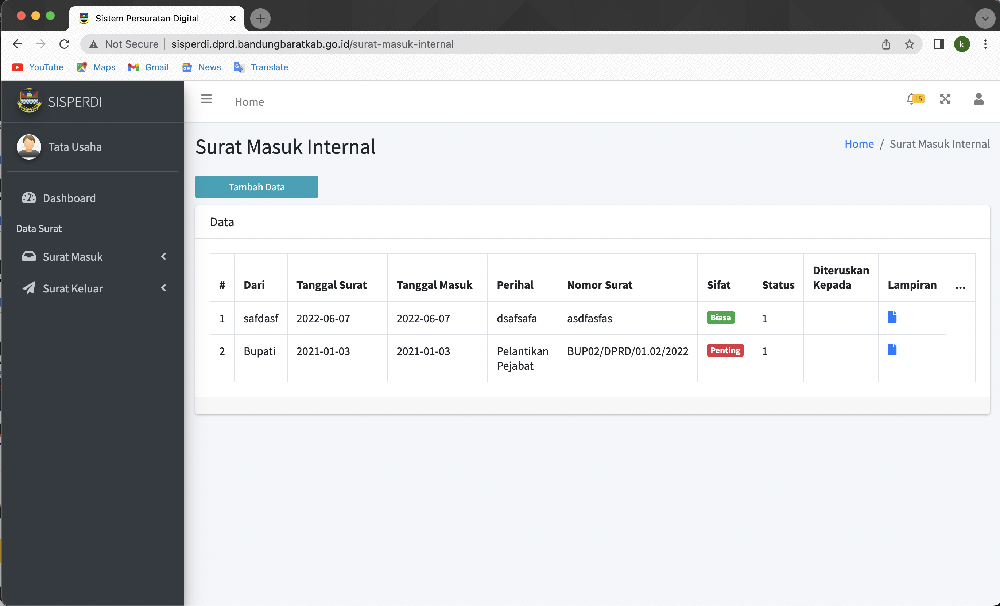 Sistem Persuratan Digital
Not Secure sisperdi.dprd.bandungbaratkab.go.id/surat-masuk-internal
k
YouTube Maps Gmail News Translate
SISPERDI
Home
15
Tata Usaha
Surat Masuk Internal
Home / Surat Masuk Internal
Tambah Data
Dashboard
Data Surat
Surat Masuk
Surat Keluar
Data
# Dari Tanggal Surat Tanggal Masuk Perihal Nomor Surat Sifat Status Diteruskan Kepada Lampiran ...
1 safdasf 2022-06-07 2022-06-07 dsafsafa asdfasfas Biasa 1
2 Bupati 2021-01-03 2021-01-03 Pelantikan Pejabat BUP02/DPRD/01.02/2022 Penting 1